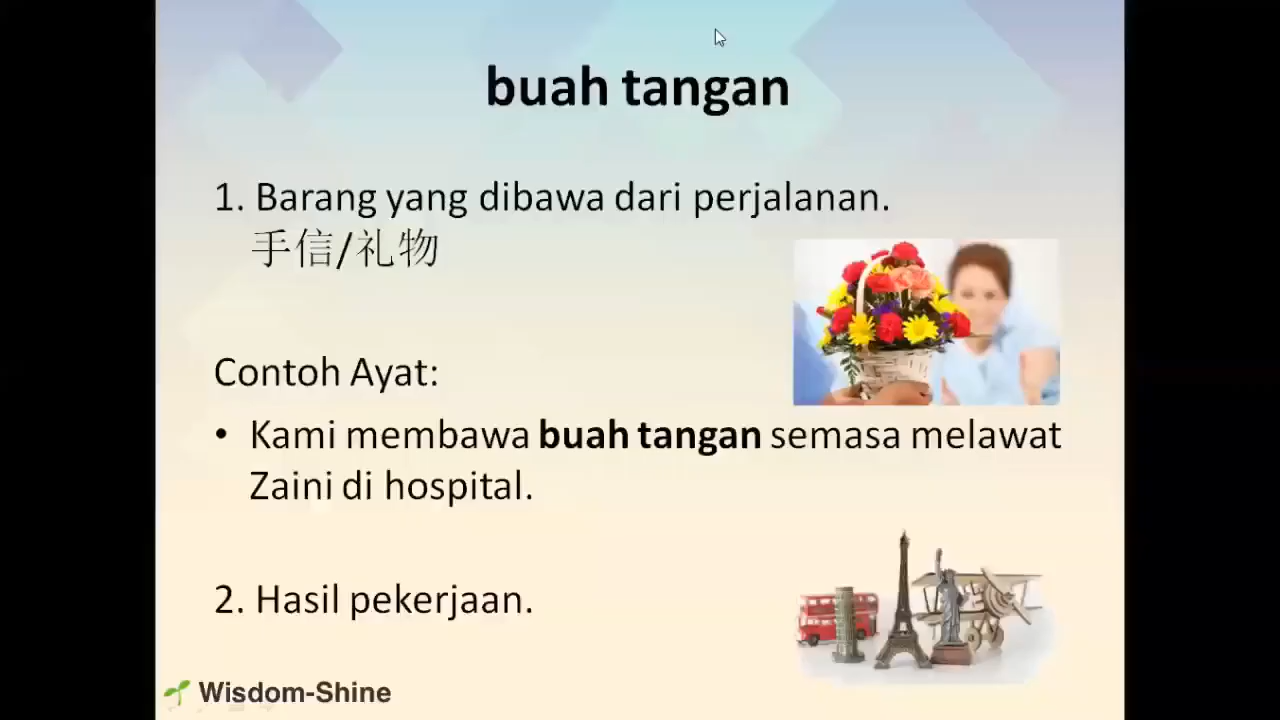 buah tangan
1. Barang yang dibawa dari perjalanan.
手信/礼物
Contoh Ayat:
• Kami membawa buah tangan semasa melawat
Zaini di hospital.
2. Hasil pekerjaan.
Wisdom-Shine